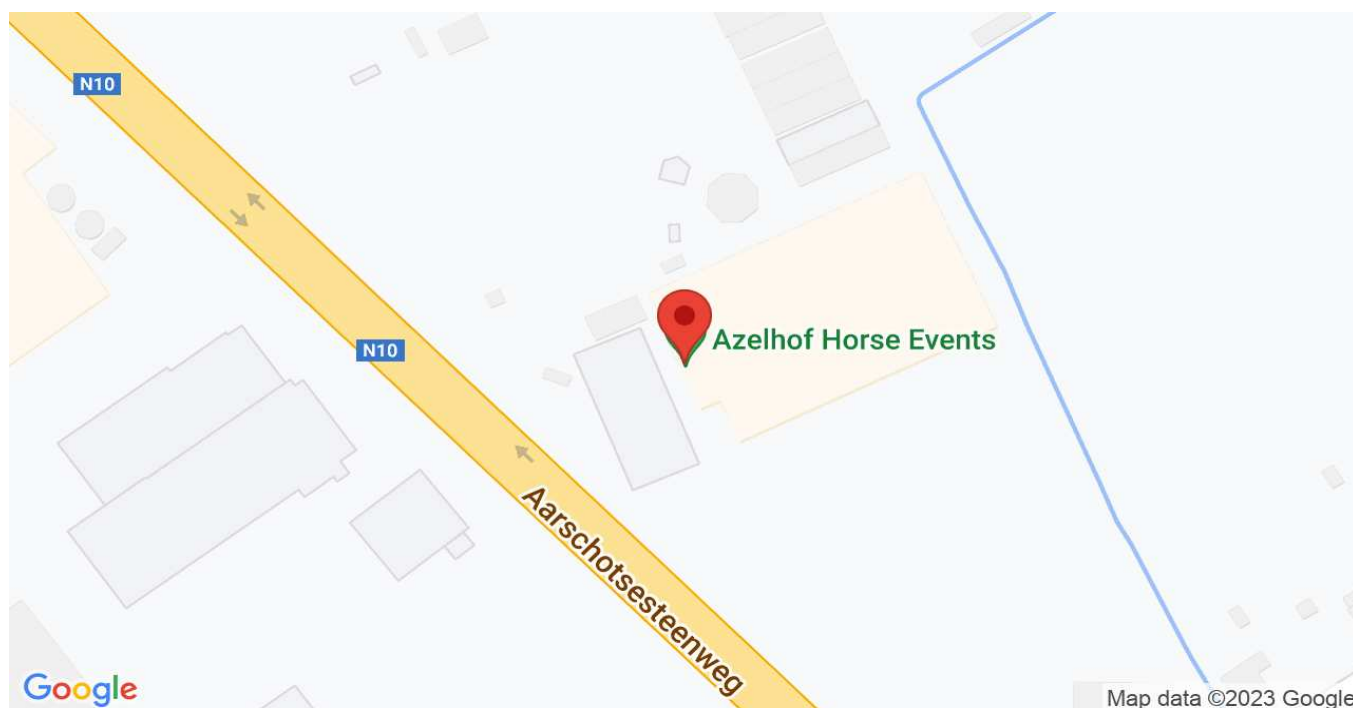 N10
Azelhof Horse Events
N10
Aarschotsesteenweg
Google
Map data ©2023 Google